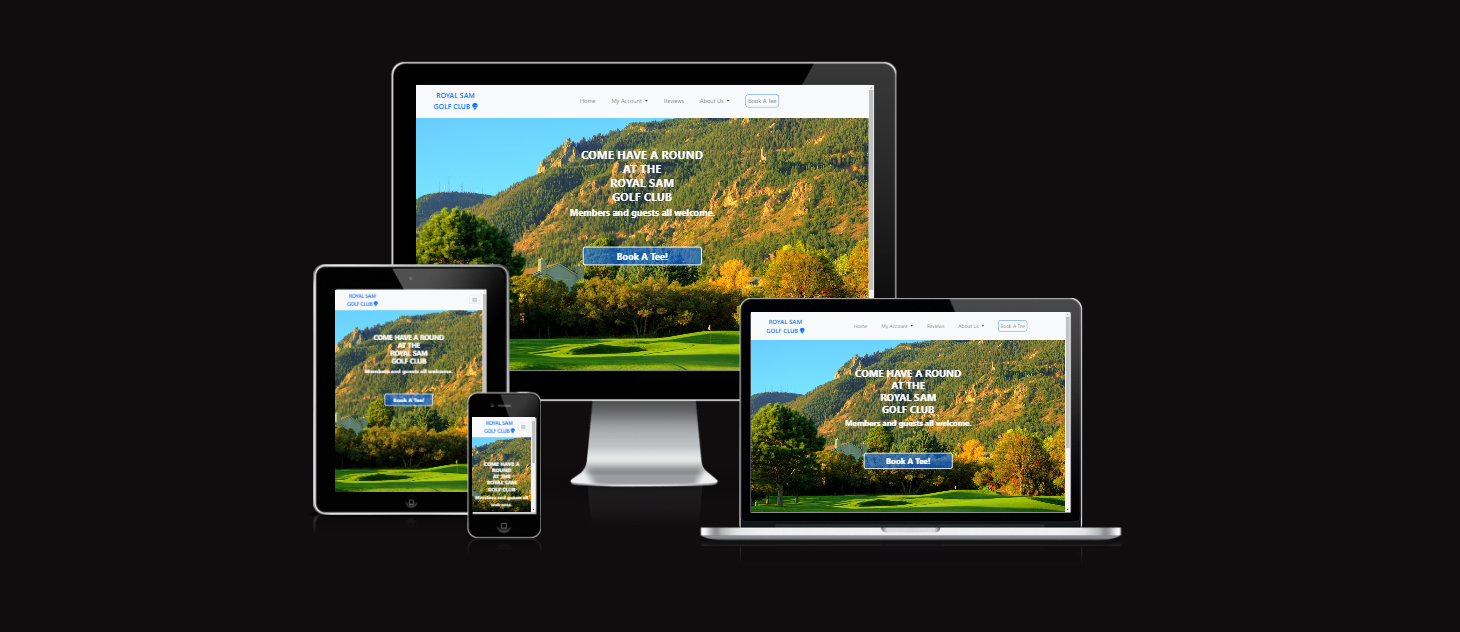 ROYAL SAM
GOLF CLUB
Home
My Account
Reviews
About Us
Book A Tee
COME HAVE A ROUND
AT THE
ROYAL SAM
GOLF CLUB
Members and guests all welcome.
Book A Tee!
ROYAL SAM
GOLF CLUB
COME HAVE A ROUND
AT THE
ROYAL SAM
GOLF CLUB
Members and guests all welcome.
Book A Tee!
ROYAL SAM
GOLF CLUB
COME HAVE A
ROUND
AT THE
ROYAL SAM
GOLF CLUB
Members and guests all
welcome.
ROYAL SAM
GOLF CLUB
Home
My Account
Reviews
About Us
Book A Tee
COME HAVE A ROUND
AT THE
ROYAL SAM
GOLF CLUB
Members and guests all welcome.
Book A Tee!